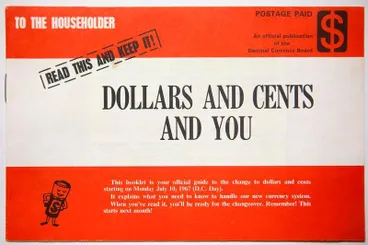 TO THE HOUSEHOLDER
POSTAGE PAID
An official publication
of the
Decimal Currency Board
$
READ THIS AND KEEP IT!
DOLLARS AND CENTS
AND YOU
This booklet is your official guide to the change to dollars and cents
starting on Monday July 10, 1967 (D.C. Day).
It explains what you need to know to handle our new currency system.
When you've read it, you'll be ready for the changeover. Remember! This
starts next month!